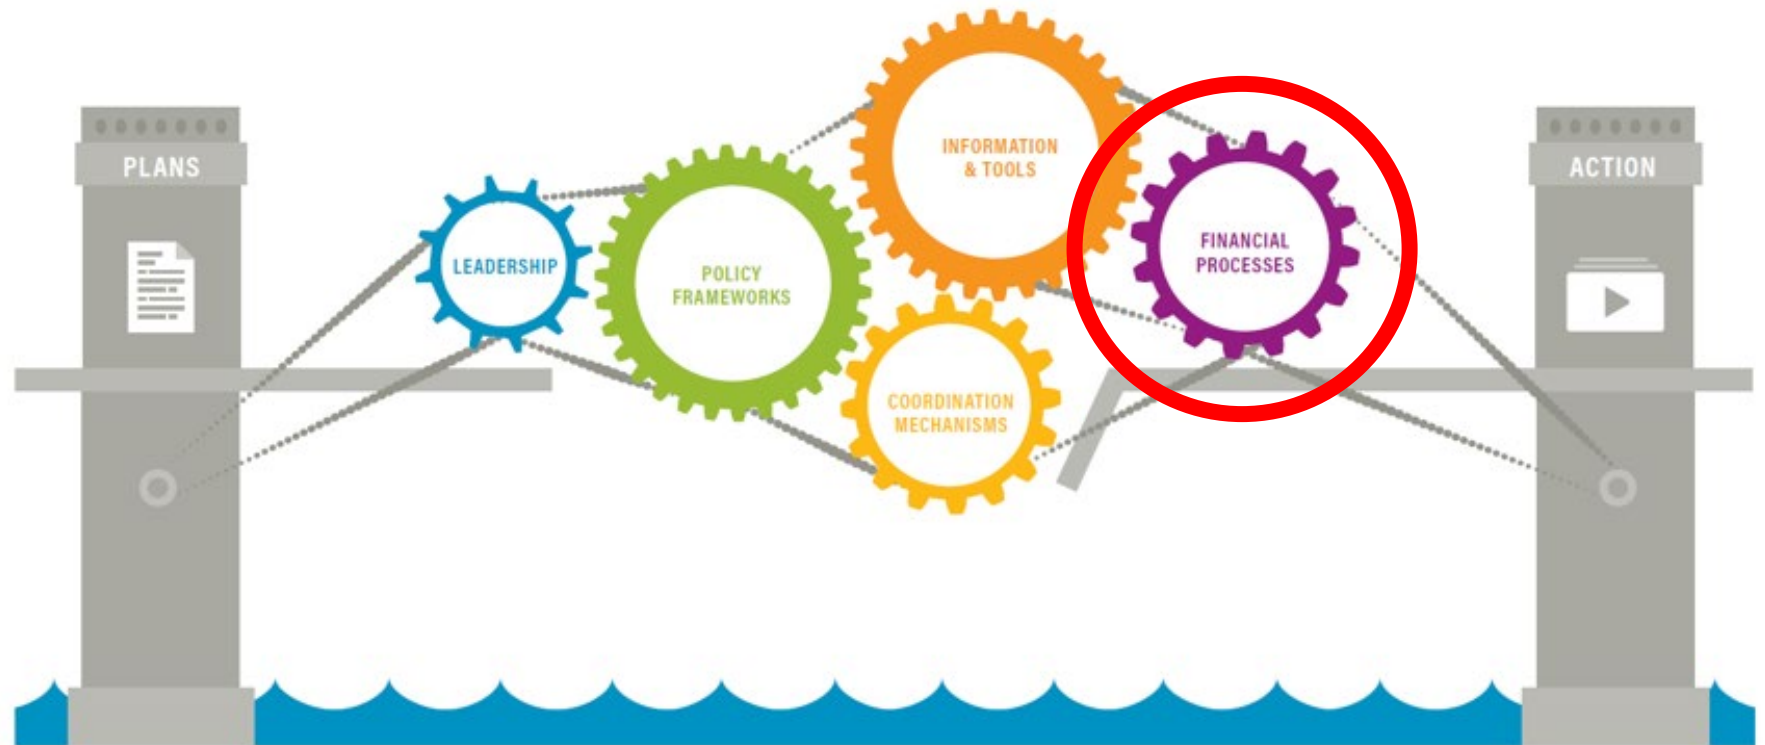 PLANS
LEADERSHIP
POLICY
FRAMEWORKS
INFORMATION
& TOOLS
COORDINATION
MECHANISMS
FINANCIAL
PROCESSES
ACTION